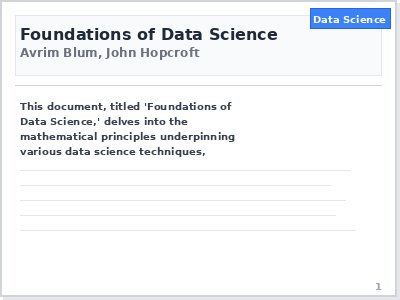 Data Science
Foundations of Data Science
Avrim Blum, John Hopcroft
This document, titled 'Foundations of
Data Science,' delves into the
mathematical principles underpinning
various data science techniques,
1